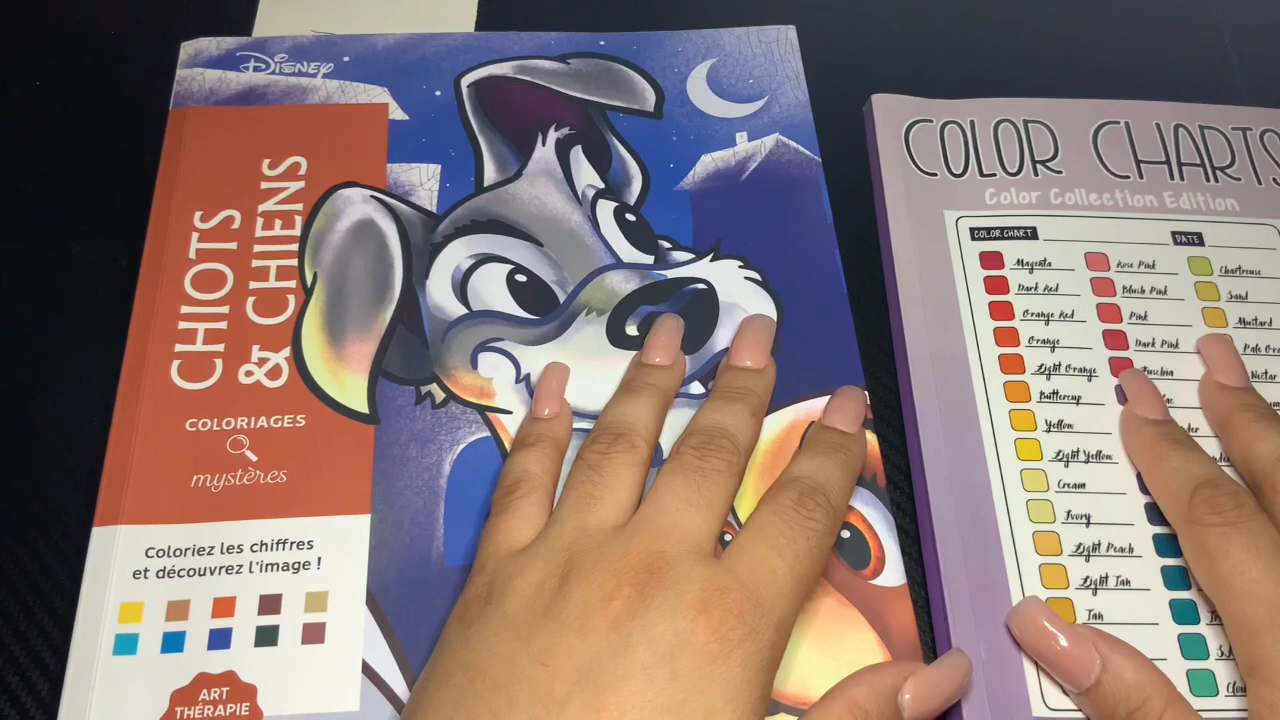 DISNEY
CHIOTS
& CHIENS
COLORIAGES
mystères
Coloriez les chiffres
et découvrez l'image !
ART
THÉRAPIE
COLOR CHARTS
Color Collection Edition
COLOR CHART
DATE
Magenta
Dark Red
Orange Red
Orange
Light Orange
Buttercup
Yellow
Light Yellow
Cream
Ivory
Light Peach
Light Tan
Tan
Rose Pink
Blush Pink
Pink
Dark Pink
Fuschia
Chartreuse
Sand
Mustard
Nectar